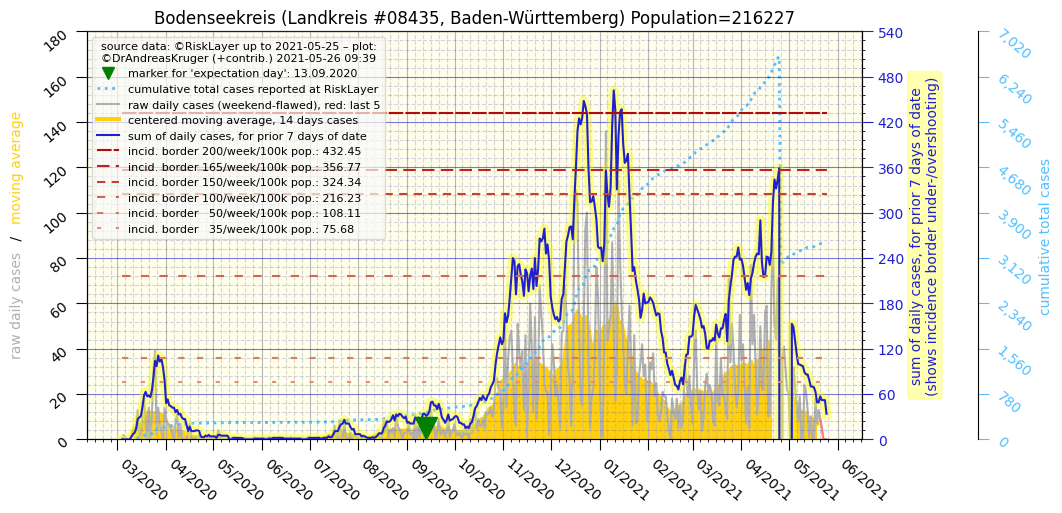 Bodenseekreis (Landkreis #08435, Baden-Württemberg) Population=216227
source data: ©RiskLayer up to 2021-05-25 – plot:
©DrAndreasKruger (+contrib.) 2021-05-26 09:39
marker for 'expectation day': 13.09.2020
cumulative total cases reported at RiskLayer
raw daily cases (weekend-flawed), red: last 5
centered moving average, 14 days cases
sum of daily cases, for prior 7 days of date
incid. border 200/week/100k pop.: 432.45
incid. border 165/week/100k pop.: 356.77
incid. border 150/week/100k pop.: 324.34
incid. border 100/week/100k pop.: 216.23
incid. border   50/week/100k pop.: 108.11
incid. border   35/week/100k pop.: 75.68
raw daily cases / moving average
180
160
140
120
100
80
60
40
20
0
03/2020
04/2020
05/2020
06/2020
07/2020
08/2020
09/2020
10/2020
11/2020
12/2020
01/2021
02/2021
03/2021
04/2021
05/2021
06/2021
540
480
420
360
300
240
180
120
60
0
sum of daily cases, for prior 7 days of date
(shows incidence border under-/overshooting)
7,020
6,240
5,460
4,680
3,900
3,120
2,340
1,560
780
0
cumulative total cases